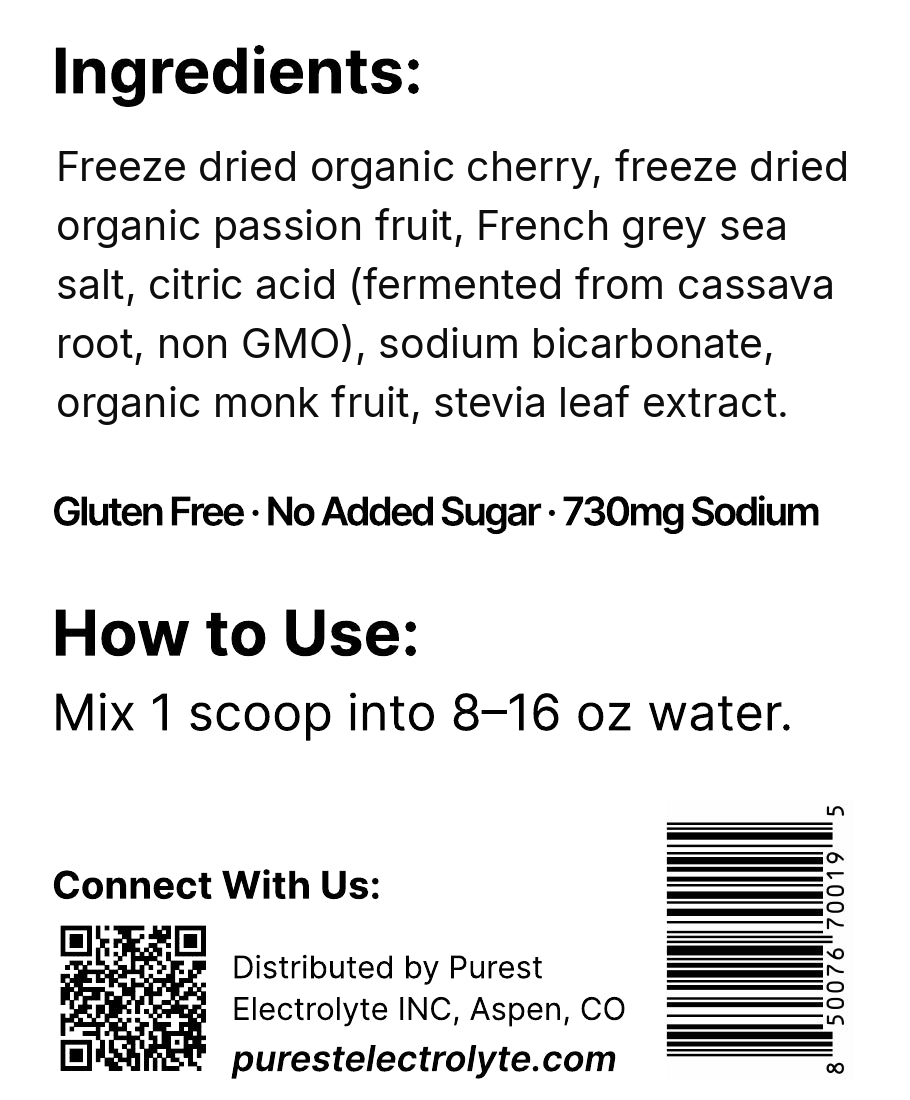 Ingredients:
Freeze dried organic cherry, freeze dried
organic passion fruit, French grey sea
salt, citric acid (fermented from cassava
root, non GMO), sodium bicarbonate,
organic monk fruit, stevia leaf extract.
Gluten Free · No Added Sugar · 730mg Sodium
How to Use:
Mix 1 scoop into 8–16 oz water.
Connect With Us:
Distributed by Purest
Electrolyte INC, Aspen, CO
purestelectrolyte.com
8 50076 70019 5